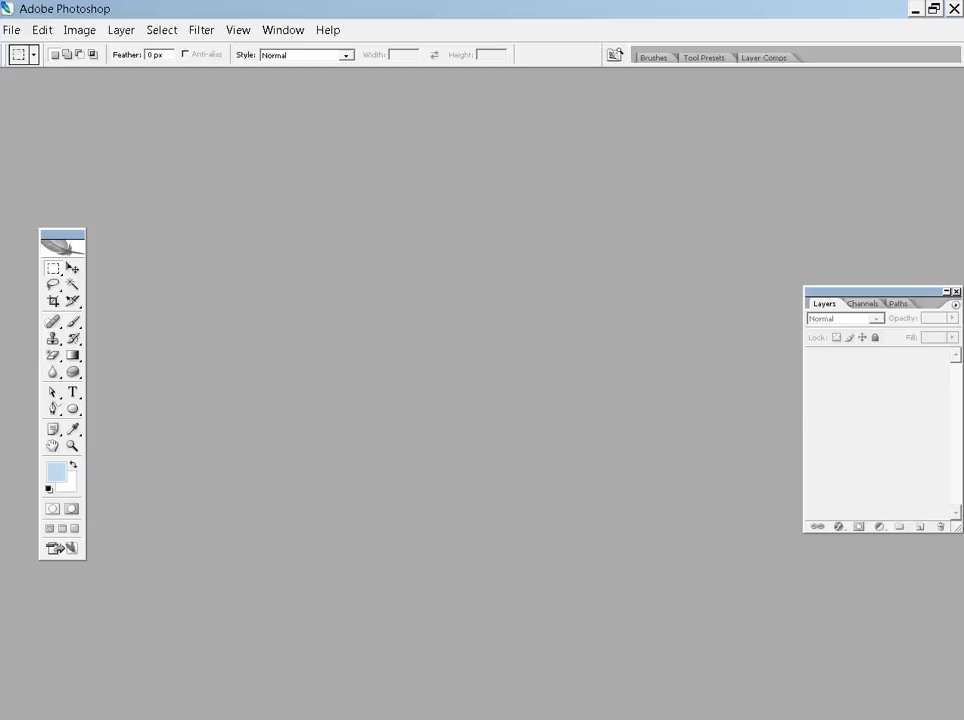 Adobe Photoshop
File Edit Image Layer Select Filter View Window Help
Feather: 0 px Anti-alias Style: Normal Width: Height: Brushes Tool Presets Layer Comps
Layers Channels Paths
Normal Opacity:
Lock: Fill:
T